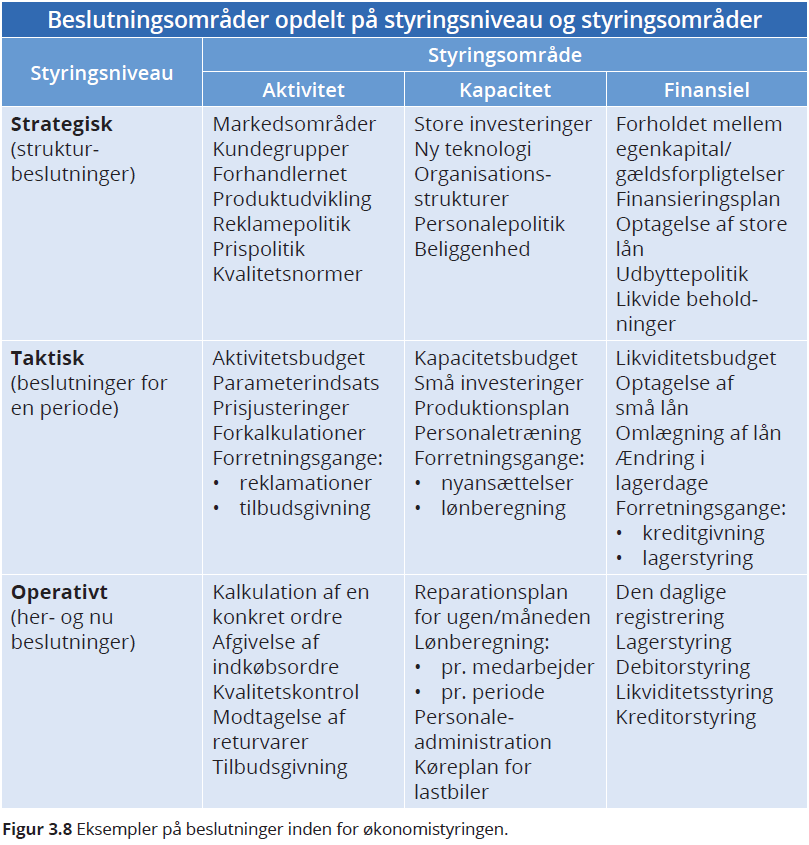 Beslutningsområder opdelt på styringsniveau og styringsområder
Styringsniveau
Styringsområde
Aktivitet
Kapacitet
Finansiel
Strategisk
(struktur-
beslutninger)
Markedsområder
Kundegrupper
Forhandlernet
Produktudvikling
Reklamepolitik
Prispolitik
Kvalitetsnormer
Store investeringer
Ny teknologi
Organisations-
strukturer
Personalepolitik
Beliggenhed
Forholdet mellem
egenkapital/
gældsforpligtelser
Finansieringsplan
Optagelse af store
lån
Udbyttepolitik
Likvide behold-
ninger
Taktisk
(beslutninger for
en periode)
Aktivitetsbudget
Parameterindsats
Prisjusteringer
Forkalkulationer
Forretningsgange:
• reklamationer
• tilbudsgivning
Kapacitetsbudget
Små investeringer
Produktionsplan
Personaletræning
Forretningsgange:
• nyansættelser
• lønberegning
Likviditetsbudget
Optagelse af
små lån
Omlægning af lån
Ændring i
lagerdage
Forretningsgange:
• kreditgivning
• lagerstyring
Operativt
(her- og nu
beslutninger)
Kalkulation af en
konkret ordre
Afgivelse af
indkøbsordre
Kvalitetskontrol
Modtagelse af
returvarer
Tilbudsgivning
Reparationsplan
for ugen/måneden
Lønberegning:
• pr. medarbejder
• pr. periode
Personale-
administration
Køreplan for
lastbiler
Den daglige
registrering
Lagerstyring
Debitorstyring
Likviditetsstyring
Kreditorstyring
Figur 3.8 Eksempler på beslutninger inden for økonomistyringen.